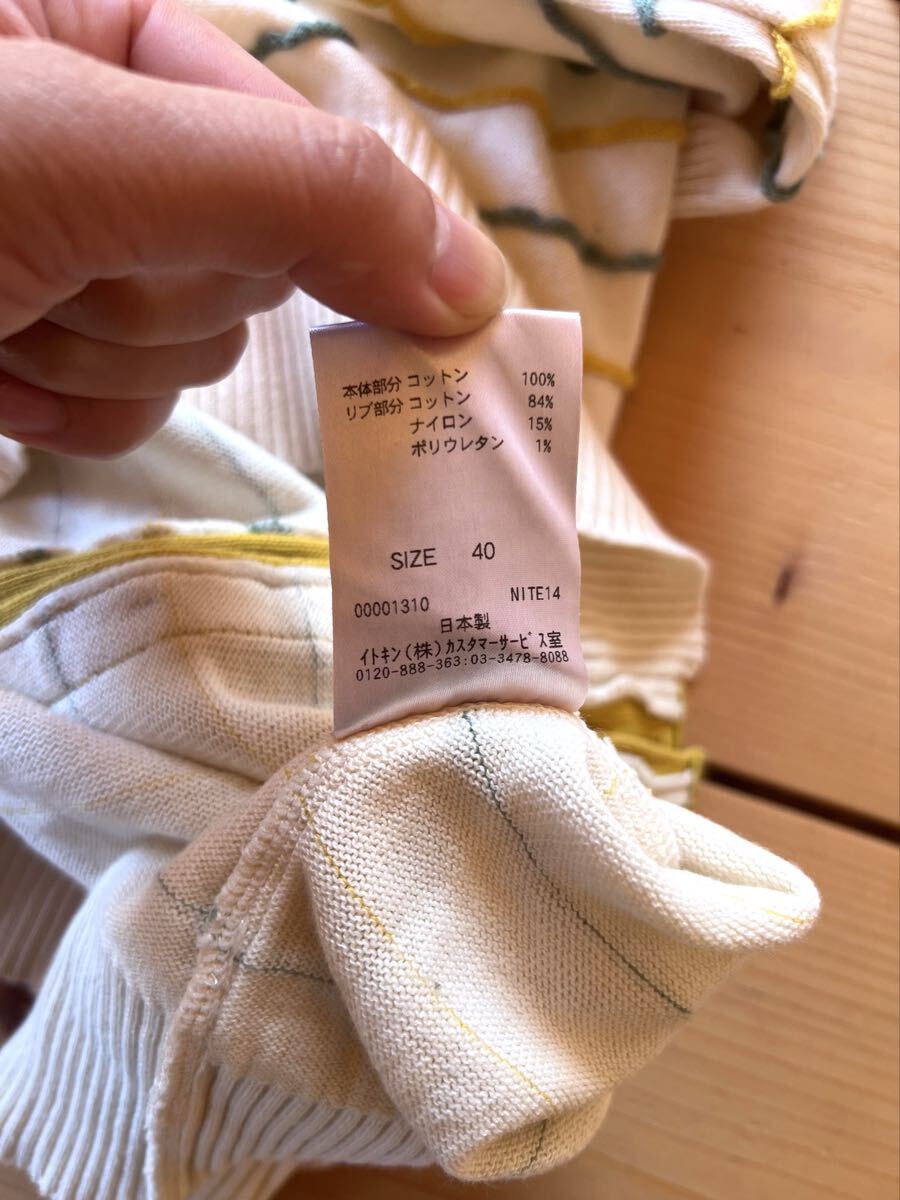 本体部分 コットン 100%
リブ部分 コットン 84%
ナイロン 15%
ポリウレタン 1%
SIZE 40
00001310 NITE14
日本製
イトキン(株)カスタマーサービス室
0120-888-363:03-3478-8088